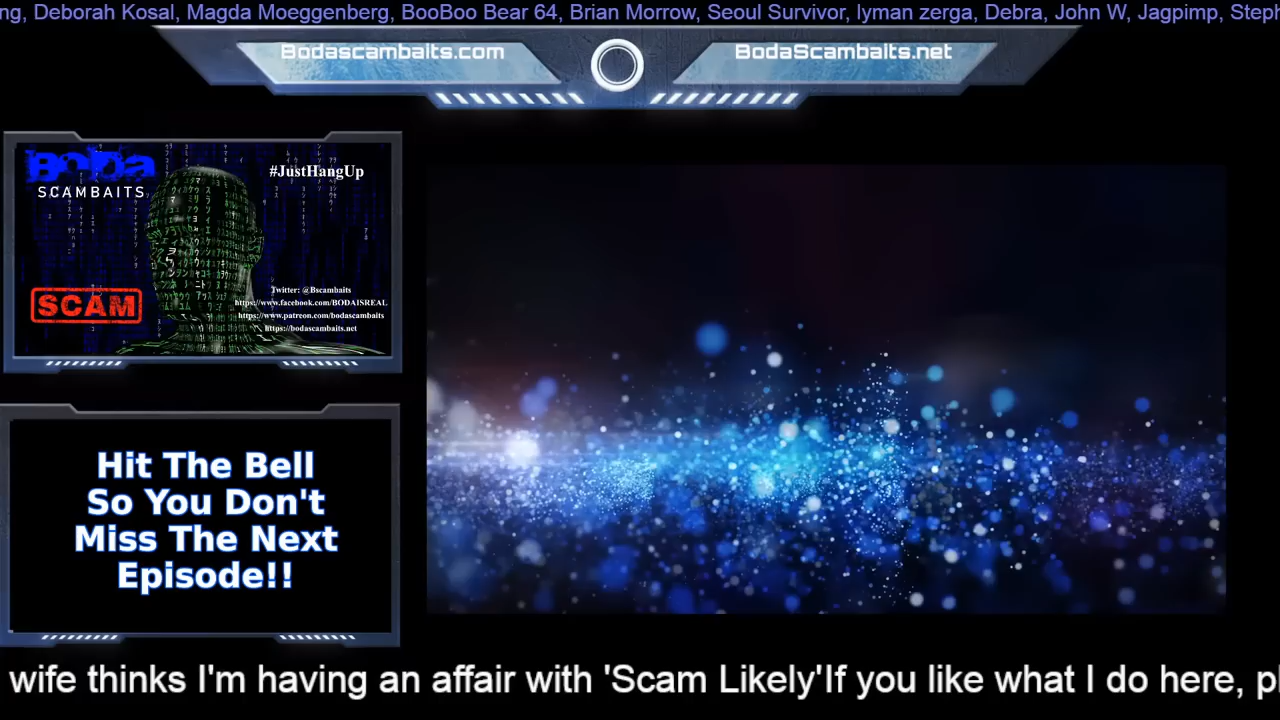 ng, Deborah Kosal, Magda Moeggenberg, BooBoo Bear 64, Brian Morrow, Seoul Survivor, lyman zerga, Debra, John W, Jagpimp, Steph
Bodascambaits.com
BodaScambaits.net
BoDa
SCAMBAITS
#JustHangUp
SCAM
Twitter: @Bscambaits
https://www.facebook.com/BODAISREAL
https://www.patreon.com/bodascambaits
https://bodascambaits.net
Hit The Bell
So You Don't
Miss The Next
Episode!!
wife thinks I'm having an affair with 'Scam Likely'If you like what I do here, pl